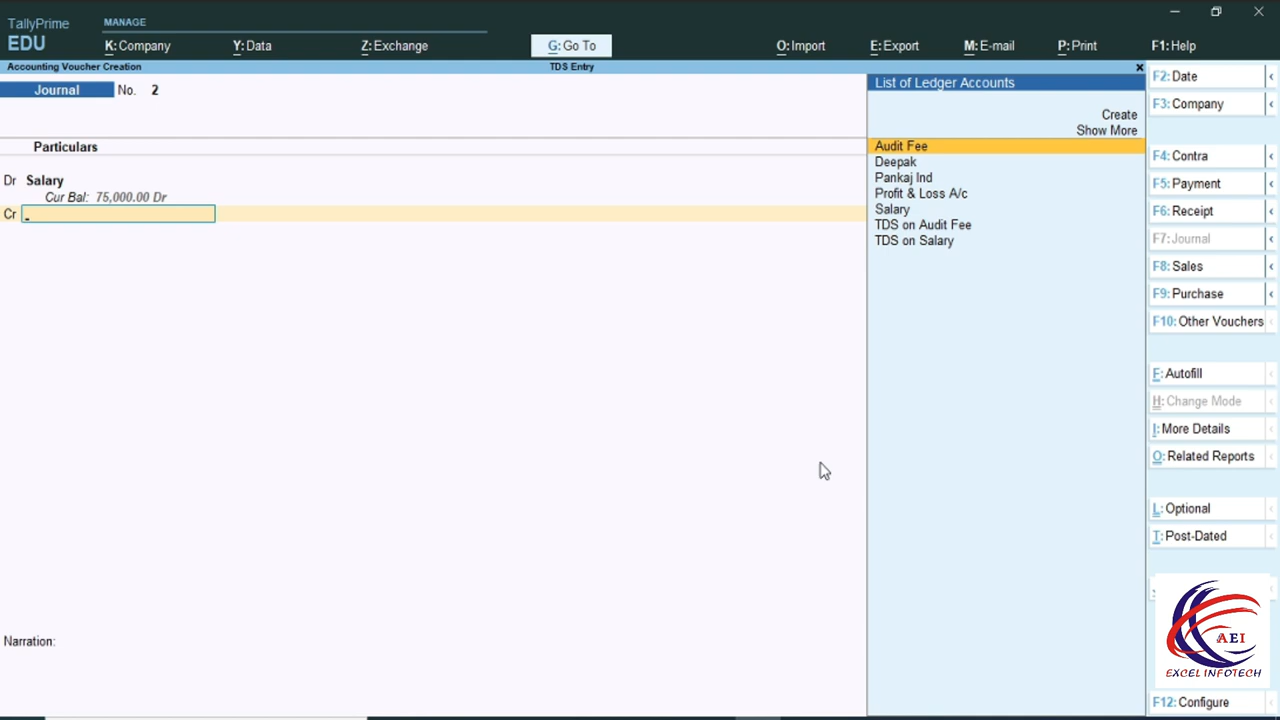 TallyPrime
MANAGE
EDU
K: Company
Y: Data
Z: Exchange
G: Go To
O: Import
E: Export
M: E-mail
P: Print
F1: Help
Accounting Voucher Creation
TDS Entry
×
Journal
No. 2
Particulars
Dr Salary
Cur Bal: 75,000.00 Dr
Cr
Narration:
List of Ledger Accounts
Create
Show More
Audit Fee
Deepak
Pankaj Ind
Profit & Loss A/c
Salary
TDS on Audit Fee
TDS on Salary
F2: Date
F3: Company
F4: Contra
F5: Payment
F6: Receipt
F7: Journal
F8: Sales
F9: Purchase
F10: Other Vouchers
F: Autofill
H: Change Mode
I: More Details
O: Related Reports
L: Optional
T: Post-Dated
AEI
EXCEL INFOTECH
F12: Configure